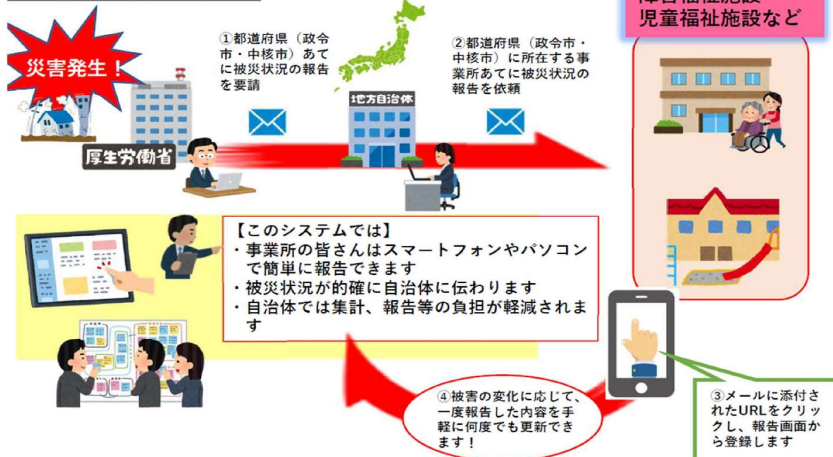 障害福祉施設
児童福祉施設など
災害発生！
①都道府県（政令
市・中核市）あて
に被災状況の報告
を要請
②都道府県（政令市・
中核市）に所在する事
業所あてに被災状況の
報告を依頼
地方自治体
厚生労働省
【このシステムでは】
・事業所の皆さんはスマートフォンやパソコン
で簡単に報告できます
・被災状況が的確に自治体に伝わります
・自治体では集計、報告等の負担が軽減されま
す
③メールに添付さ
れたURLをクリッ
クし、報告画面か
ら登録します
④被害の変化に応じて、
一度報告した内容を手
軽に何度でも更新でき
ます！